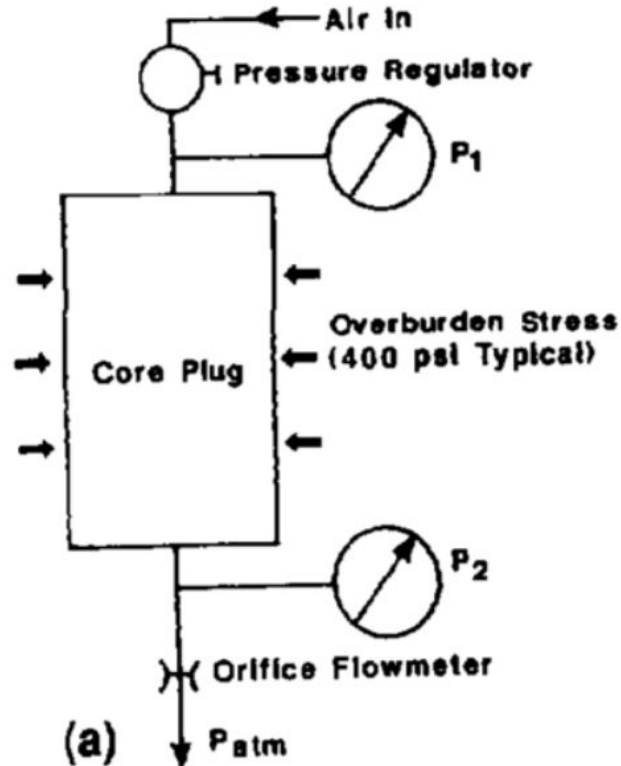 Air In
Pressure Regulator
P1
Overburden Stress
(400 psi Typical)
Core Plug
P2
Orifice Flowmeter
(a)
Patm